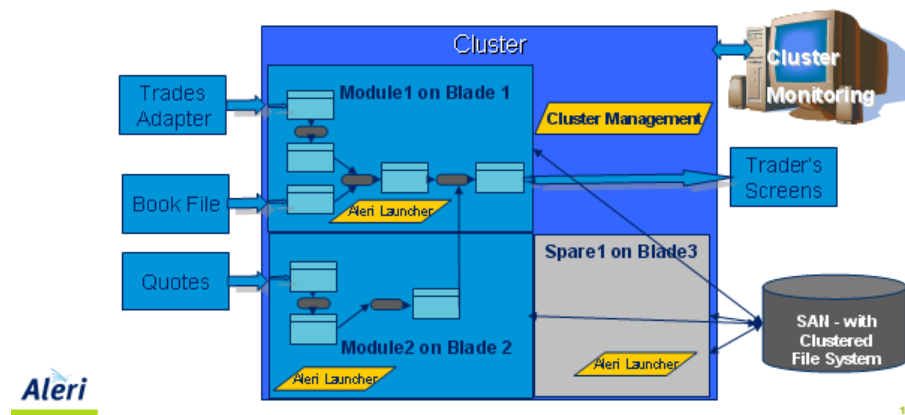 Cluster
Cluster
Monitoring
Trades
Adapter
Module1 on Blade 1
Cluster Management
Trader's
Screens
Book File
Aleri Launcher
Quotes
Spare1 on Blade3
SAN - with
Clustered
File System
Module2 on Blade 2
Aleri Launcher
Aleri Launcher
Aleri
1